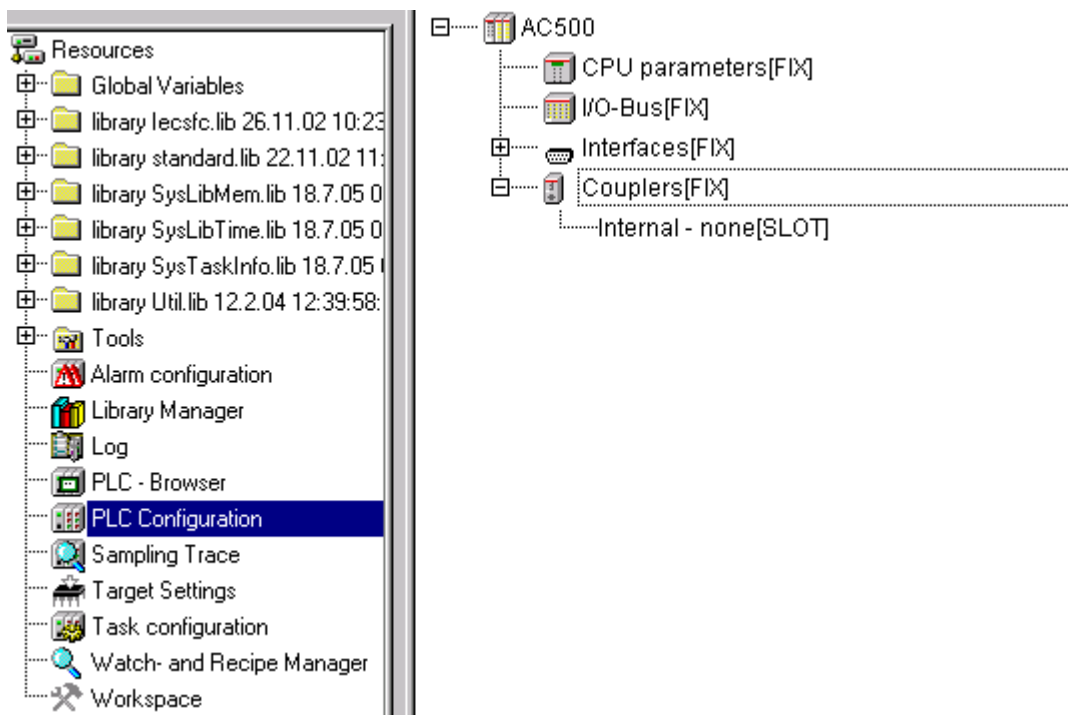 Resources
Global Variables
library Iecsfc.lib 26.11.02 10:23
library standard.lib 22.11.02 11:
library SysLibMem.lib 18.7.05 0
library SysLibTime.lib 18.7.05 0
library SysTaskInfo.lib 18.7.05
library Util.lib 12.2.04 12:39:58:
Tools
Alarm configuration
Library Manager
Log
PLC - Browser
PLC Configuration
Sampling Trace
Target Settings
Task configuration
Watch- and Recipe Manager
Workspace
AC500
CPU parameters[FIX]
I/O-Bus[FIX]
Interfaces[FIX]
Couplers[FIX]
Internal - none[SLOT]